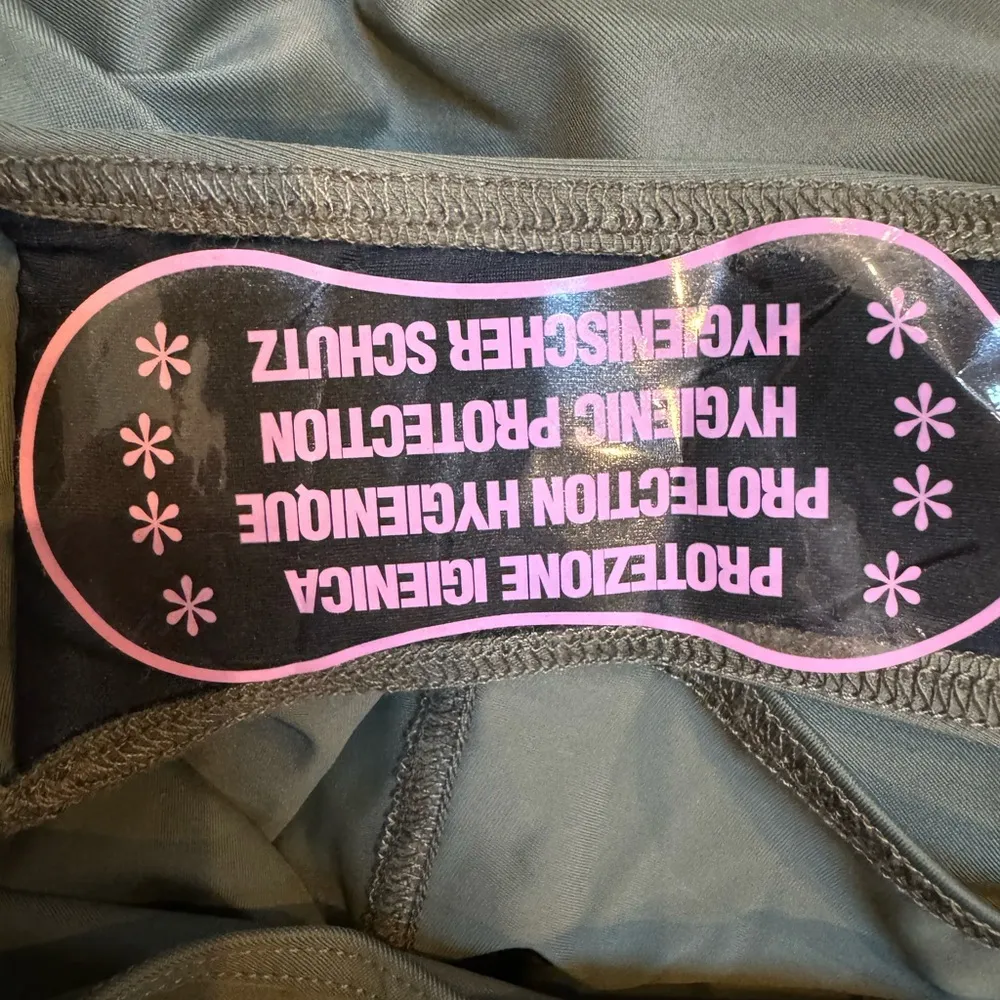 PROTEZIONE IGIENICA
PROTECTION HYGIENIQUE
HYGIENIC PROTECTION
HYGIENISCHER SCHUTZ